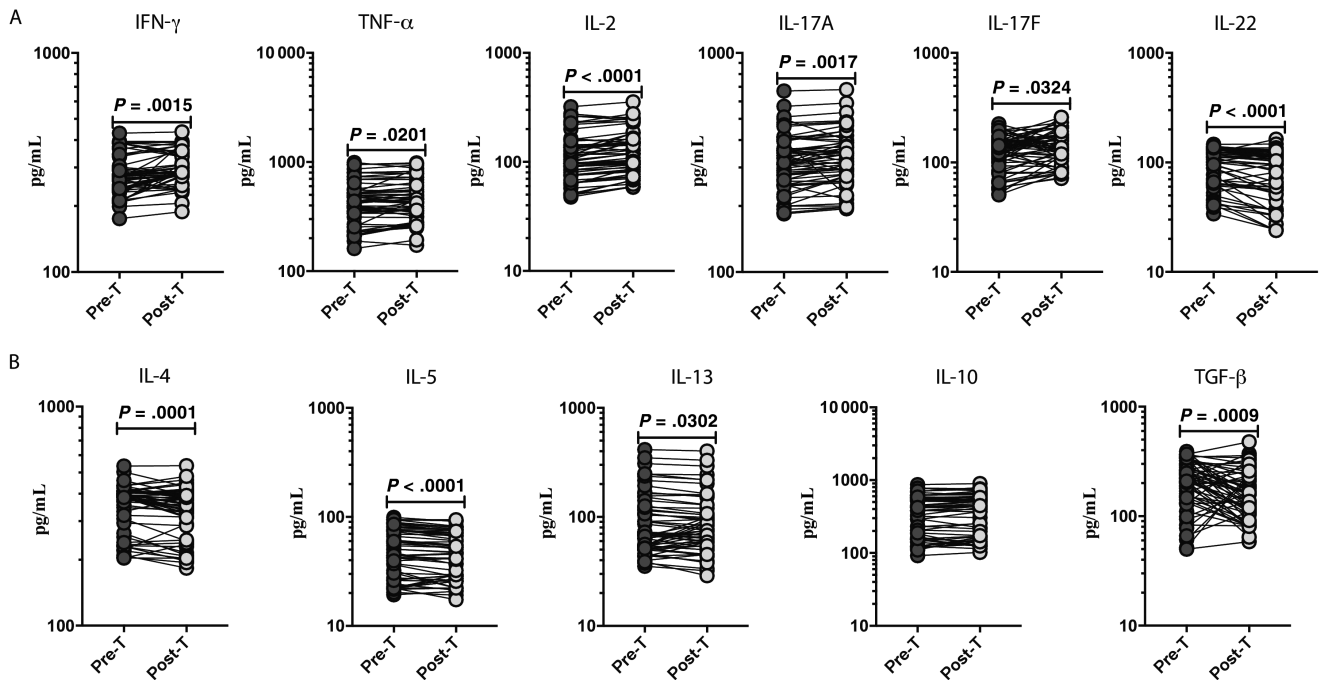 A
IFN-γ
TNF-α
IL-2
IL-17A
IL-17F
IL-22
1000
100
pg/mL
P = .0015
Pre-T
Post-T
10 000
1000
100
pg/mL
P = .0201
Pre-T
Post-T
1000
100
10
pg/mL
P < .0001
Pre-T
Post-T
1000
100
pg/mL
P = .0017
Pre-T
Post-T
1000
100
10
pg/mL
P = .0324
Pre-T
Post-T
1000
100
10
pg/mL
P < .0001
Pre-T
Post-T
B
IL-4
IL-5
IL-13
IL-10
TGF-β
1000
100
pg/mL
P = .0001
Pre-T
Post-T
1000
100
10
pg/mL
P < .0001
Pre-T
Post-T
1000
100
10
pg/mL
P = .0302
Pre-T
Post-T
10 000
1000
100
10
pg/mL
Pre-T
Post-T
1000
100
10
pg/mL
P = .0009
Pre-T
Post-T